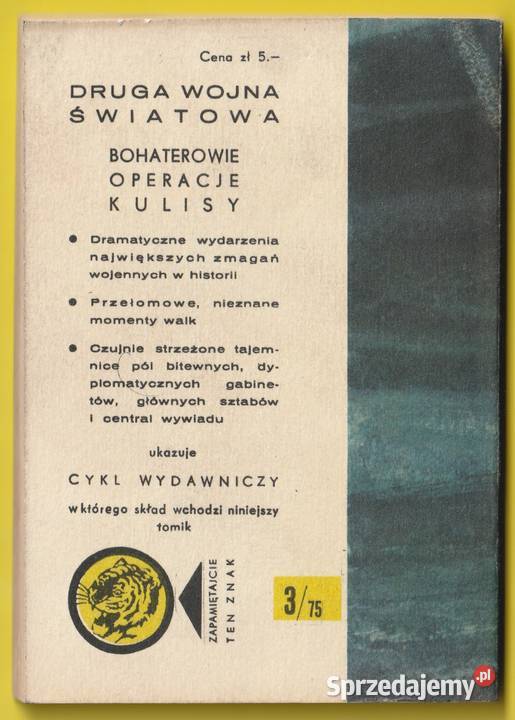 Cena zł 5.—
DRUGA WOJNA
ŚWIATOWA
BOHATEROWIE
OPERACJE
KULISY
● Dramatyczne wydarzenia
największych zmagań
wojennych w historii
● Przełomowe, nieznane
momenty walk
● Czujnie strzeżone tajem-
nice pól bitewnych, dy-
plomatycznych gabine-
tów, głównych sztabów
i central wywiadu
ukazuje
CYKL WYDAWNICZY
w którego skład wchodzi niniejszy
tomik
ZAPAMIĘTAJCIE
TEN ZNAK
3/75
Sprzedajemy.pl